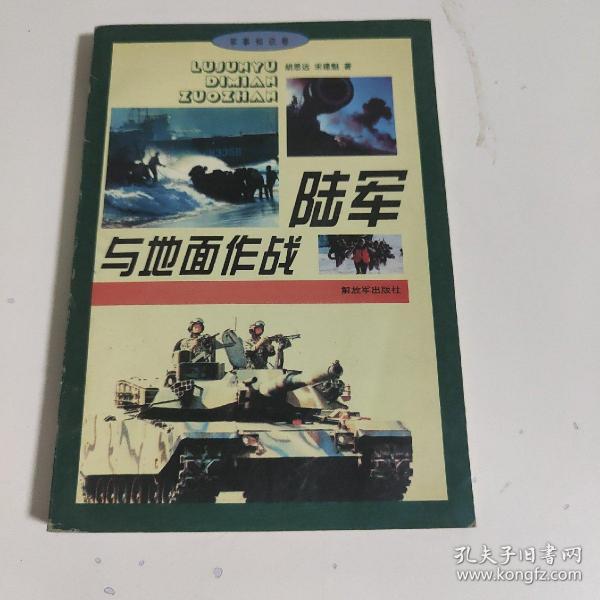 军事知识卷
LUJUNYU
DIMIAN
ZUOZHAN
胡思远 宋德魁 著
陆军
与地面作战
解放军出版社
孔夫子旧书网
www.kongfz.com